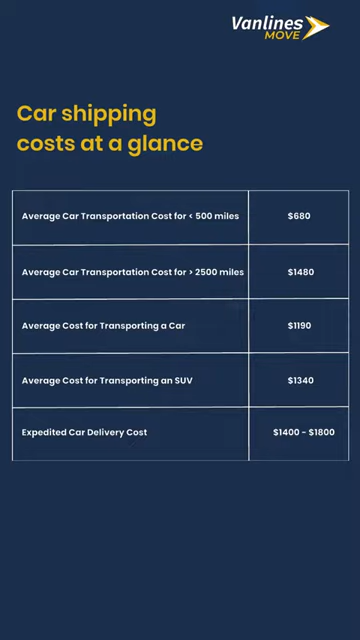 Vanlines
MOVE
Car shipping
costs at a glance
Average Car Transportation Cost for < 500 miles $680
Average Car Transportation Cost for > 2500 miles $1480
Average Cost for Transporting a Car $1190
Average Cost for Transporting an SUV $1340
Expedited Car Delivery Cost $1400 - $1800